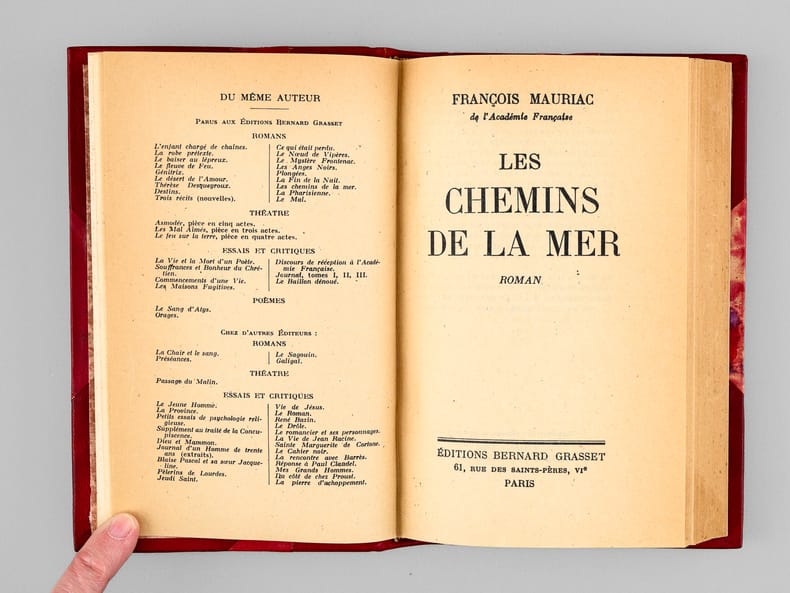 DU MÊME AUTEUR
PARUS AUX ÉDITIONS BERNARD GRASSET
ROMANS
L'enfant chargé de chaînes.
La robe prétexte.
Le baiser au lépreux.
Le fleuve de Feu.
Génitrix.
Le désert de l'Amour.
Thérèse Desqueyroux.
Destins.
Trois récits (nouvelles).
Ce qui était perdu.
Le Nœud de Vipères.
Le Mystère Frontenac.
Les Anges Noirs.
Plongées.
La Fin de la Nuit.
Les chemins de la mer.
La Pharisienne.
Le Mal.
THÉATRE
Asmodée, pièce en cinq actes.
Les Mal Aimés, pièce en trois actes.
Le feu sur la terre, pièce en quatre actes.
ESSAIS ET CRITIQUES
La Vie et la Mort d'un Poète.
Souffrances et Bonheur du Chré-
tien.
Commencements d'une Vie.
Les Maisons Fugitives.
Discours de réception à l'Acadé-
mie Française.
Journal, tomes I, II, III.
Le Baillon dénoué.
POÈMES
Le Sang d'Atys.
Orages.
CHEZ D'AUTRES ÉDITEURS :
ROMANS
La Chair et le sang.
Préséances.
Le Sagouin.
Galigaï.
THÉATRE
Passage du Malin.
ESSAIS ET CRITIQUES
Le Jeune Homme.
La Province.
Petits essais de psychologie reli-
gieuse.
Supplément au traité de la Concu-
piscence.
Dieu et Mammon.
Journal d'un Homme de trente
ans (extraits).
Blaise Pascal et sa sœur Jacque-
line.
Pèlerins de Lourdes.
Jeudi Saint.
Vie de Jésus.
Le Roman.
René Bazin.
Le Drôle.
Le romancier et ses personnages.
La Vie de Jean Racine.
Sainte Marguerite de Cortone.
Le Cahier noir.
La rencontre avec Barrès.
Réponse à Paul Claudel.
Mes Grands Hommes.
Du côté de chez Proust.
La pierre d'achoppement.
FRANÇOIS MAURIAC
de l'Académie Française
LES
CHEMINS
DE LA MER
ROMAN
ÉDITIONS BERNARD GRASSET
61, RUE DES SAINTS-PÈRES, VIe
PARIS